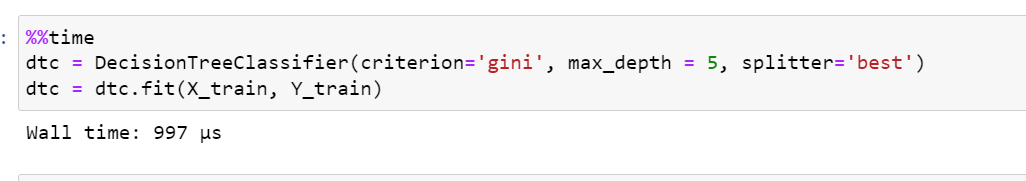 :
%%time
dtc = DecisionTreeClassifier(criterion='gini', max_depth = 5, splitter='best')
dtc = dtc.fit(X_train, Y_train)
Wall time: 997 µs